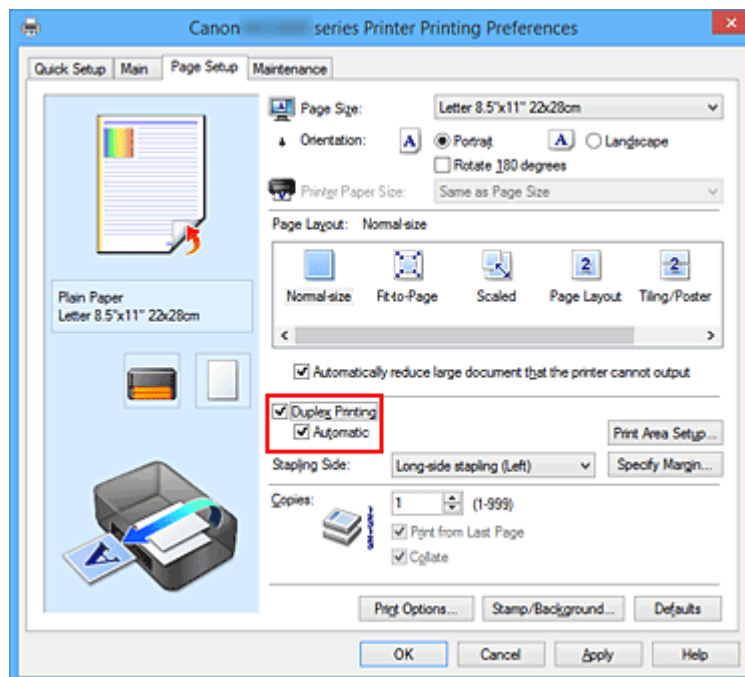 Canon series Printer Printing Preferences
Quick Setup Main Page Setup Maintenance
Page Size: Letter 8.5"x11" 22x28cm
Orientation: A Portrait A Landscape
Rotate 180 degrees
Printer Paper Size: Same as Page Size
Page Layout: Normal-size
2 2
Normal-size Fit-to-Page Scaled Page Layout Tiling/Poster
Plain Paper
Letter 8.5"x11" 22x28cm
Automatically reduce large document that the printer cannot output
Duplex Printing
Automatic
Print Area Setup...
Stapling Side: Long-side stapling (Left) Specify Margin...
Copies: 1 (1-999)
Print from Last Page
Collate
A
Print Options... Stamp/Background... Defaults
OK Cancel Apply Help